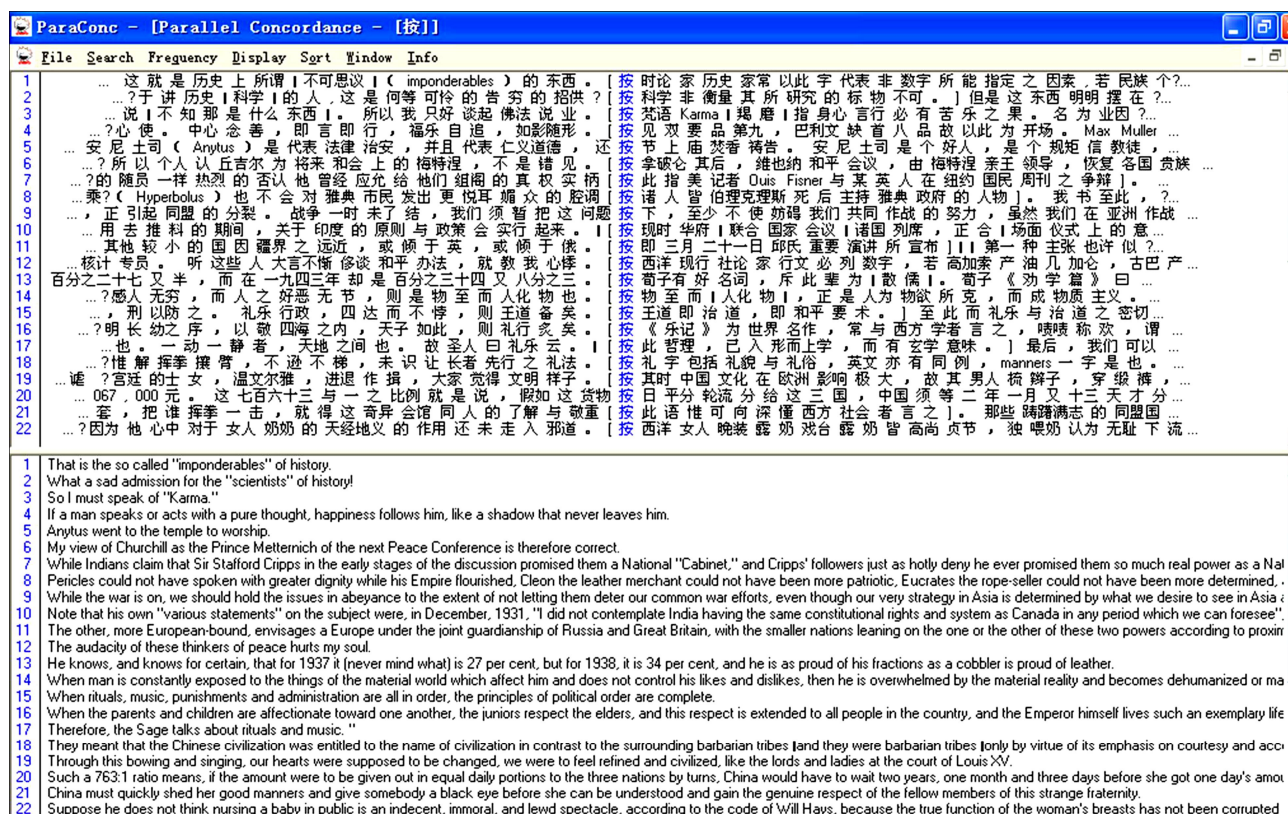 ParaConc - [Parallel Concordance - [按]]
File Search Frequency Display Sort Window Info
1 ... 这 就 是 历史 上 所谓 | 不可思议 | ( imponderables ) 的 东西 。 [ 按 时论 家 历史 家常 以此 字 代表 非 数字 所 能 指定 之 因素 , 若 民族 个?...
2 ...?于 讲 历史 | 科学 | 的 人 , 这 是 何等 可怜 的 告 穷 的 招供 ? [ 按 科学 非 衡量 其 所 研究 的 标 物 不可 。 ] 但是 这 东西 明明 摆 在 ?...
3 ... 说 | 不 知 那 是 什么 东西 | 。 所以 我 只好 谈起 佛法 说 业 。 [ 按 梵语 Karma | 羯 磨 | 指 身心 言行 必 有 苦 乐 之 果 。 名 为 业因 ?...
4 ...?心 使 。 中心 念 善 , 即 言 即 行 , 福乐 自 追 , 如影随形 。 [ 按 见 双 要 品 第九 , 巴利文 缺 首 八 品 故 以此 为 开场 。 Max Muller ...
5 ... 安 尼 土司 ( Anytus ) 是 代表 法律 治安 , 并且 代表 仁义道德 , 还 [ 按 节 上 庙 焚香 祷告 。 安 尼 土司 是 个 好人 , 是 个 规矩 信 教徒 , ...
6 ...? 所 以 个人 认 丘吉尔 为 将来 和会 上 的 梅特涅 , 不 是 错 见 。 [ 按 拿破仑 其后 , 維也纳 和平 会议 , 由 梅特涅 亲王 领导 , 恢复 各国 贵族 ...
7 ...?的 随员 一样 热烈 的 否认 他 曾经 应允 给 他们 组阁 的 真 权 实 柄 [ 按 此 指 美 记者 Ouis Fisner 与 某 英 人 在 纽约 国民 周刊 之 争辩 ] 。 ...
8 ...乘?( Hyperbolus ) 也 不 会 对 雅典 市民 发出 更 悦耳 媚 众 的 腔调 [ 按 诸 人 皆 伯理克理斯 死 后 主持 雅典 政府 的 人物 ] 。 我 书 至此 , ?...
9 ... , 正 引起 同盟 的 分裂 。 战争 一时 未了 结 , 我们 须 暂 把 这 问题 [ 按 下 , 至少 不 使 妨碍 我们 共同 作战 的 努力 , 虽然 我们 在 亚洲 作战 ...
10 ... 用 去 推 科 的 期间 , 关于 印度 的 原则 与 政策 会 实行 起来 。 | [ 按 现时 华府 | 联合 国家 会议 | 诸国 列席 , 正合 | 场面 仪式 上 的 意 ...
11 ... 其他 较 小 的 国 因 疆界 之 远近 , 或 倾于 英 , 或 倾于 俄 。 [ 按 即 三月 二十一日 邱氏 重要 演讲 所 宣布 ] | | 第一 种 主张 也许 似 ?...
12 ...核计 专员 。 听 这些 人 大言不惭 侈谈 和平 办法 , 就 教 我 心悸 。 [ 按 西洋 现行 社论 家 行文 必 列 数字 , 若 高加索 产 油 几 加仑 , 古巴 产 ...
13 百分之二十七 又 半 , 而 在 一九四三年 却 是 百分之三十四 又 八分之三 。 [ 按 荀子有 好 名词 , 斥 此 辈 为 | 散 儒 | 。 荀子 《 劝 学 篇 》 曰 ...
14 ...?感人 无穷 , 而 人 之 好恶 无 节 , 则 是 物 至 而 人化 物 也 。 [ 按 物 至 而 | 人化 物 | , 正 是 人为 物欲 所 克 , 而 成 物质 主义 。 ...
15 ... , 刑 以防 之 。 礼乐 行政 , 四 达 而 不 悖 , 则 王道 备 矣 。 [ 按 王道 即 治道 , 即 和平 要 术 。 ] 至 此 而 礼乐 与 治道 之 密切 ...
16 ...?明 长 幼之 序 , 以 敬 四海 之内 , 天子 如此 , 则 礼行 矣 。 [ 按 《 乐记 》 为 世界 名作 , 常 与 西方 学者 言 之 , 啧啧 称 欢 , 谓 ...
17 ...也 。 一动 一静 者 , 天地 之间 也 。 故 圣人 曰 礼乐 云 。 | [ 按 此 哲理 , 已 入 形而上学 , 而 有 玄学 意味 。 ] 最后 , 我们 可以 ...
18 ...?惟 解 挥拳 攘 臂 , 不 逊 不 梯 , 未 识 让 长者 先行 之 礼法 。 [ 按 礼 字 包括 礼貌 与 礼俗 , 英文 亦 有 同 例 , manners 一 字 是 也 。 ...
19 ...谑 ?宫廷 的 士 女 , 温文尔雅 , 进退 作 揖 , 大家 觉得 文明 样子 。 [ 按 其时 中国 文化 在 欧洲 影响 极 大 , 故 其 男人 梳 辫子 , 穿 缎 裤 , ...
20 ... 067 , 000 元 。 这 七百六十三 与 一 之 比例 就 是 说 , 假如 这 货物 [ 按 日 平分 轮流 分 给 这 三 国 , 中国 须 等 二 年 一月 又 十三 天 才 分 ...
21 ... 套 , 把 谁 挥拳 一 击 , 就 得 这 奇异 会馆 同 人 的 了解 与 敬重 [ 按 此 语 惟 可 向 深 懂 西方 社会 者 言 之 ] 。 那些 踌躇满志 的 同盟国 ...
22 ...?因为 他 心中 对于 女人 奶奶 的 天经地义 的 作用 还 未 走 入 邪道 。 [ 按 西洋 女人 晚装 露 奶 戏台 露 奶 皆 高尚 贞节 , 独 喂奶 认为 无耻 下 流 ...
1 That is the so called "imponderables" of history.
2 What a sad admission for the "scientists" of history!
3 So I must speak of "Karma."
4 If a man speaks or acts with a pure thought, happiness follows him, like a shadow that never leaves him.
5 Anytus went to the temple to worship.
6 My view of Churchill as the Prince Metternich of the next Peace Conference is therefore correct.
7 While Indians claim that Sir Stafford Cripps in the early stages of the discussion promised them a National "Cabinet," and Cripps' followers just as hotly deny he ever promised them so much real power as a Nal
8 Pericles could not have spoken with greater dignity while his Empire flourished, Cleon the leather merchant could not have been more patriotic, Eucrates the rope-seller could not have been more determined, .
9 While the war is on, we should hold the issues in abeyance to the extent of not letting them deter our common war efforts, even though our very strategy in Asia is determined by what we desire to see in Asia a
10 Note that his own "various statements" on the subject were, in December, 1931, "I did not contemplate India having the same constitutional rights and system as Canada in any period which we can foresee",
11 The other, more European-bound, envisages a Europe under the joint guardianship of Russia and Great Britain, with the smaller nations leaning on the one or the other of these two powers according to proxim
12 The audacity of these thinkers of peace hurts my soul.
13 He knows, and knows for certain, that for 1937 it (never mind what) is 27 per cent, but for 1938, it is 34 per cent, and he is as proud of his fractions as a cobbler is proud of leather.
14 When man is constantly exposed to the things of the material world which affect him and does not control his likes and dislikes, then he is overwhelmed by the material reality and becomes dehumanized or ma
15 When rituals, music, punishments and administration are all in order, the principles of political order are complete.
16 When the parents and children are affectionate toward one another, the juniors respect the elders, and this respect is extended to all people in the country, and the Emperor himself lives such an exemplary life
17 Therefore, the Sage talks about rituals and music. "
18 They meant that the Chinese civilization was entitled to the name of civilization in contrast to the surrounding barbarian tribes |and they were barbarian tribes |only by virtue of its emphasis on courtesy and acc
19 Through this bowing and singing, our hearts were supposed to be changed, we were to feel refined and civilized, like the lords and ladies at the court of Louis XV.
20 Such a 763:1 ratio means, if the amount were to be given out in equal daily portions to the three nations by turns, China would have to wait two years, one month and three days before she got one day's amou
21 China must quickly shed her good manners and give somebody a black eye before she can be understood and gain the genuine respect of the fellow members of this strange fraternity.
22 Suppose he does not think nursing a baby in public is an indecent, immoral, and lewd spectacle, according to the code of Will Hays, because the true function of the woman's breasts has not been corrupted